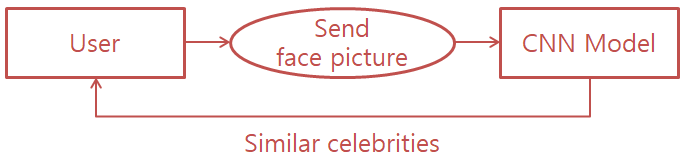 User
Send
face picture
CNN Model
Similar celebrities